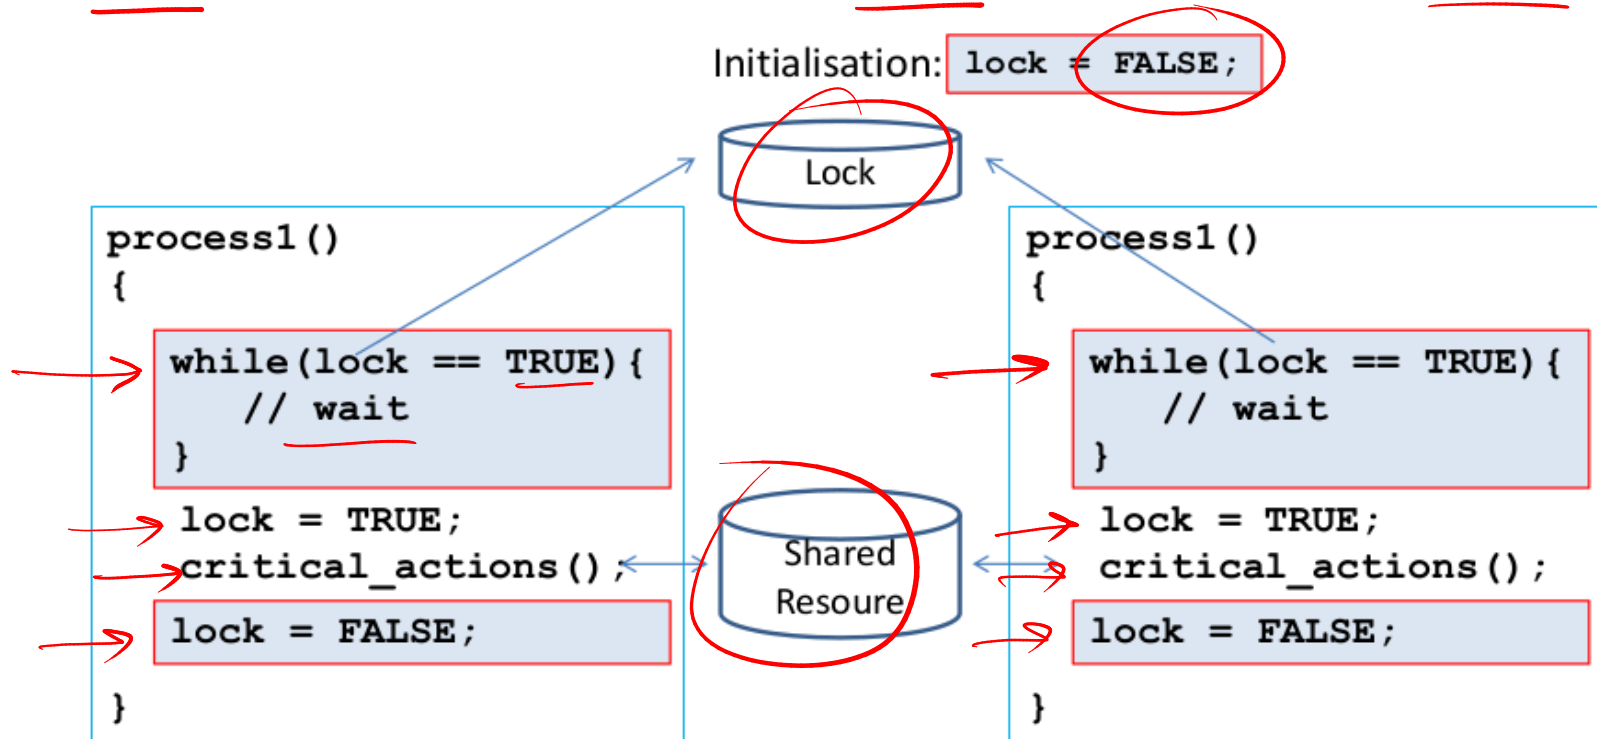 Initialisation: lock = FALSE;
Lock
process1()
{
while(lock == TRUE){
// wait
}
lock = TRUE;
critical_actions();
lock = FALSE;
}
Shared
Resoure
process1()
{
while(lock == TRUE){
// wait
}
lock = TRUE;
critical_actions();
lock = FALSE;
}